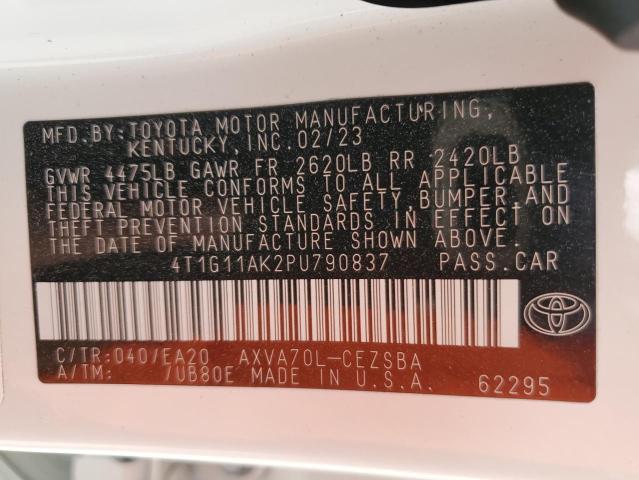 MFD.BY:TOYOTA MOTOR MANUFACTURING,
KENTUCKY,INC.02/23
GVWR 4475LB GAWR FR 2620LB RR 2420LB
THIS VEHICLE CONFORMS TO ALL APPLICABLE
FEDERAL MOTOR VEHICLE SAFETY,BUMPER,AND
THEFT PREVENTION STANDARDS IN EFFECT ON
THE DATE OF MANUFACTURE SHOWN ABOVE.
4T1G11AK2PU790837 PASS.CAR
C/TR:040/EA20 AXVA70L-CEZSBA
A/TM: /UB80E MADE IN U.S.A. 62295